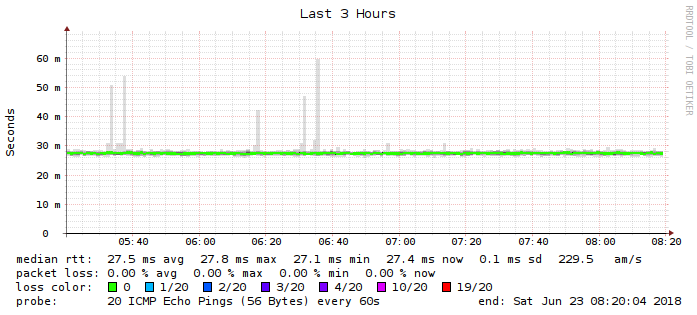 Last 3 Hours
RRDTOOL / TOBI OETIKER
Seconds
60 m
50 m
40 m
30 m
20 m
10 m
0
05:40 06:00 06:20 06:40 07:00 07:20 07:40 08:00 08:20
median rtt: 27.5 ms avg 27.8 ms max 27.1 ms min 27.4 ms now 0.1 ms sd 229.5 am/s
packet loss: 0.00 % avg 0.00 % max 0.00 % min 0.00 % now
loss color: 0 1/20 2/20 3/20 4/20 10/20 19/20
probe: 20 ICMP Echo Pings (56 Bytes) every 60s end: Sat Jun 23 08:20:04 2018